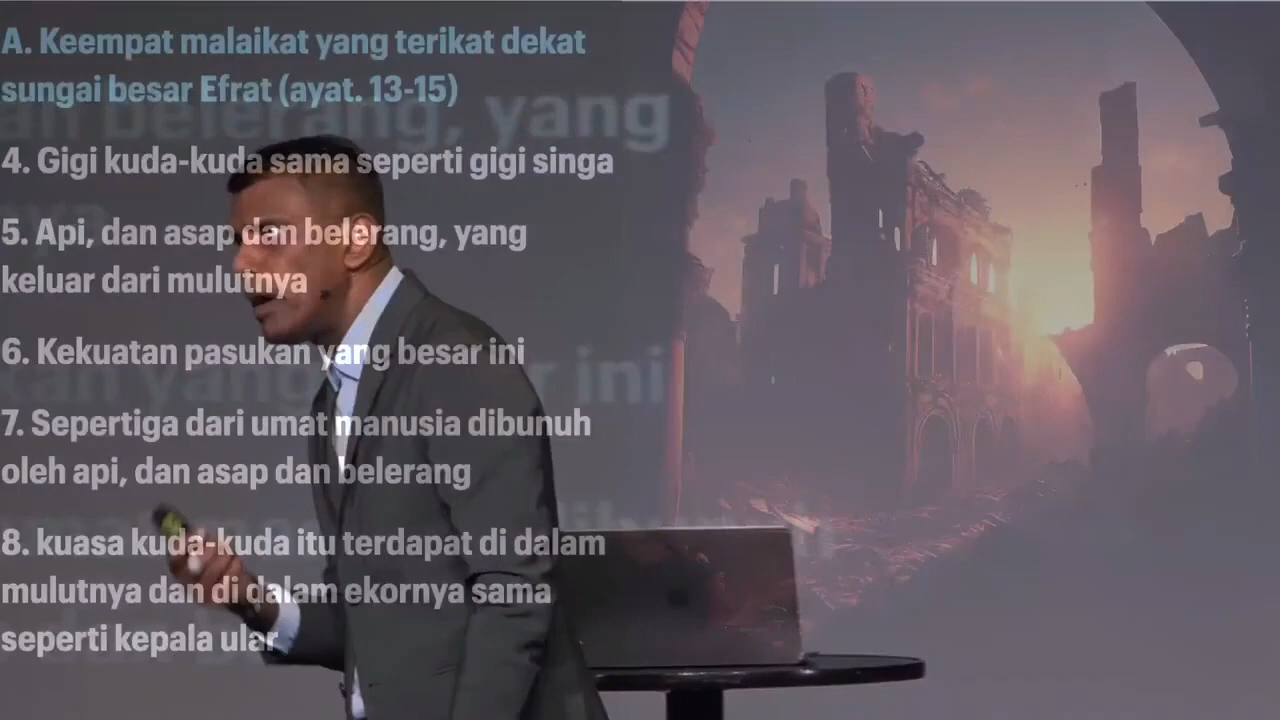 A. Keempat malaikat yang terikat dekat
sungai besar Efrat (ayat. 13-15)
4. Gigi kuda-kuda sama seperti gigi singa
5. Api, dan asap dan belerang, yang
keluar dari mulutnya
6. Kekuatan pasukan yang besar ini
7. Sepertiga dari umat manusia dibunuh
oleh api, dan asap dan belerang
8. kuasa kuda-kuda itu terdapat di dalam
mulutnya dan di dalam ekornya sama
seperti kepala ular